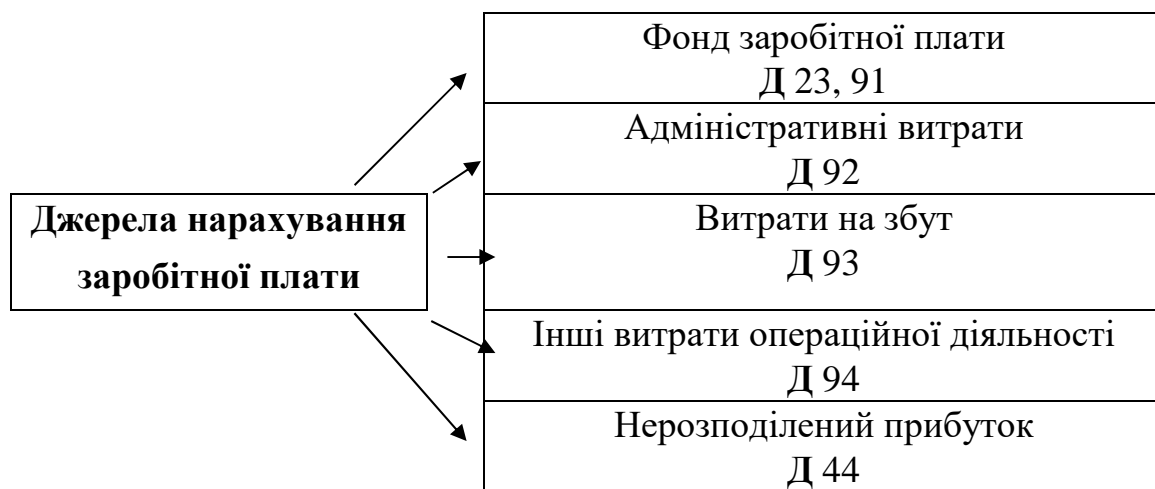 Фонд заробітної плати
Д 23, 91
Адміністративні витрати
Д 92
Джерела нарахування
заробітної плати
Витрати на збут
Д 93
Інші витрати операційної діяльності
Д 94
Нерозподілений прибуток
Д 44